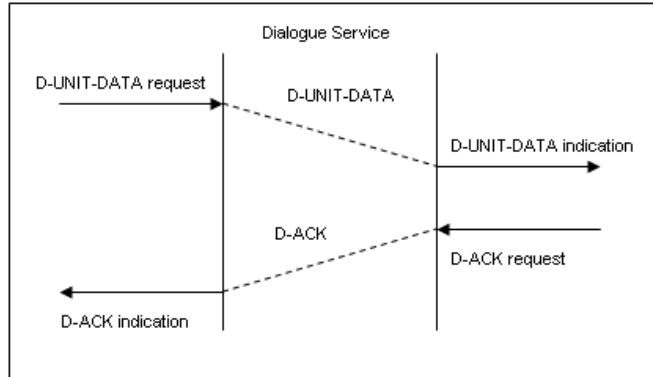 Dialogue Service
D-UNIT-DATA request
D-UNIT-DATA
D-UNIT-DATA indication
D-ACK
D-ACK request
D-ACK indication